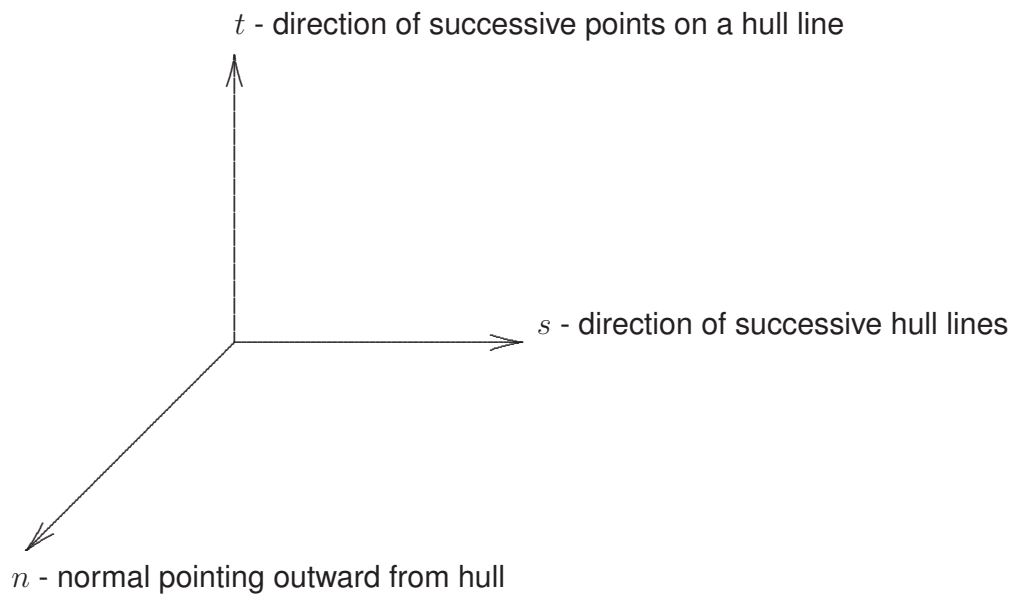 t - direction of successive points on a hull line
s - direction of successive hull lines
n - normal pointing outward from hull